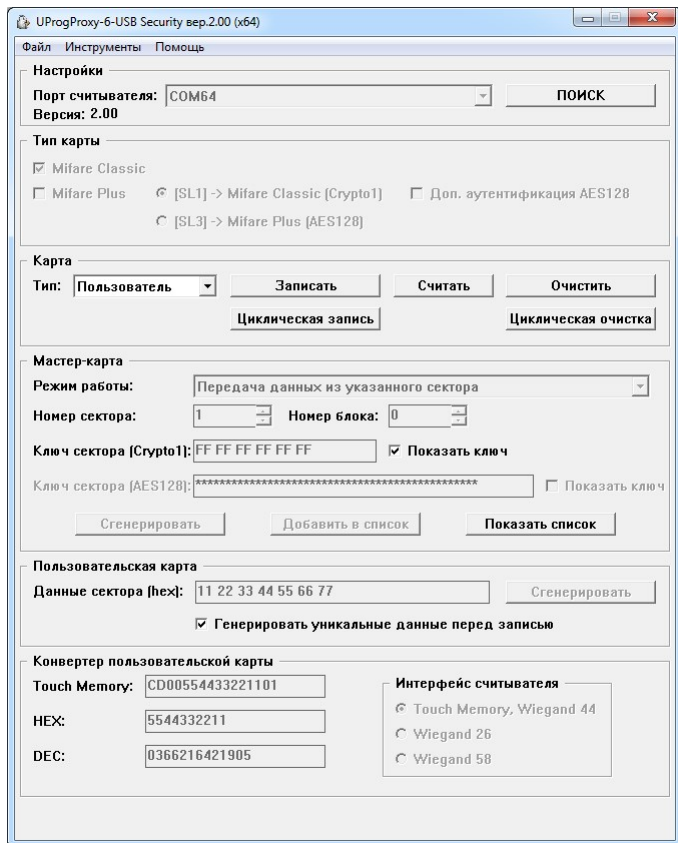 UProgProxy-6-USB Security вер.2.00 (x64)
Файл Инструменты Помощь
Настройки
Порт считывателя: COM64 ПОИСК
Версия: 2.00
Тип карты
Mifare Classic
Mifare Plus [SL1] -> Mifare Classic (Crypto1) Доп. аутентификация AES128
[SL3] -> Mifare Plus (AES128)
Карта
Тип: Пользователь Записать Считать Очистить
Циклическая запись Циклическая очистка
Мастер-карта
Режим работы: Передача данных из указанного сектора
Номер сектора: 1 Номер блока: 0
Ключ сектора (Crypto1): FF FF FF FF FF FF Показать ключ
Ключ сектора (AES128): *********************************************** Показать ключ
Сгенерировать Добавить в список Показать список
Пользовательская карта
Данные сектора (hex): 11 22 33 44 55 66 77 Сгенерировать
Генерировать уникальные данные перед записью
Конвертер пользовательской карты
Touch Memory: CD00554433221101 Интерфейс считывателя
Touch Memory, Wiegand 44
HEX: 5544332211
Wiegand 26
DEC: 0366216421905
Wiegand 58